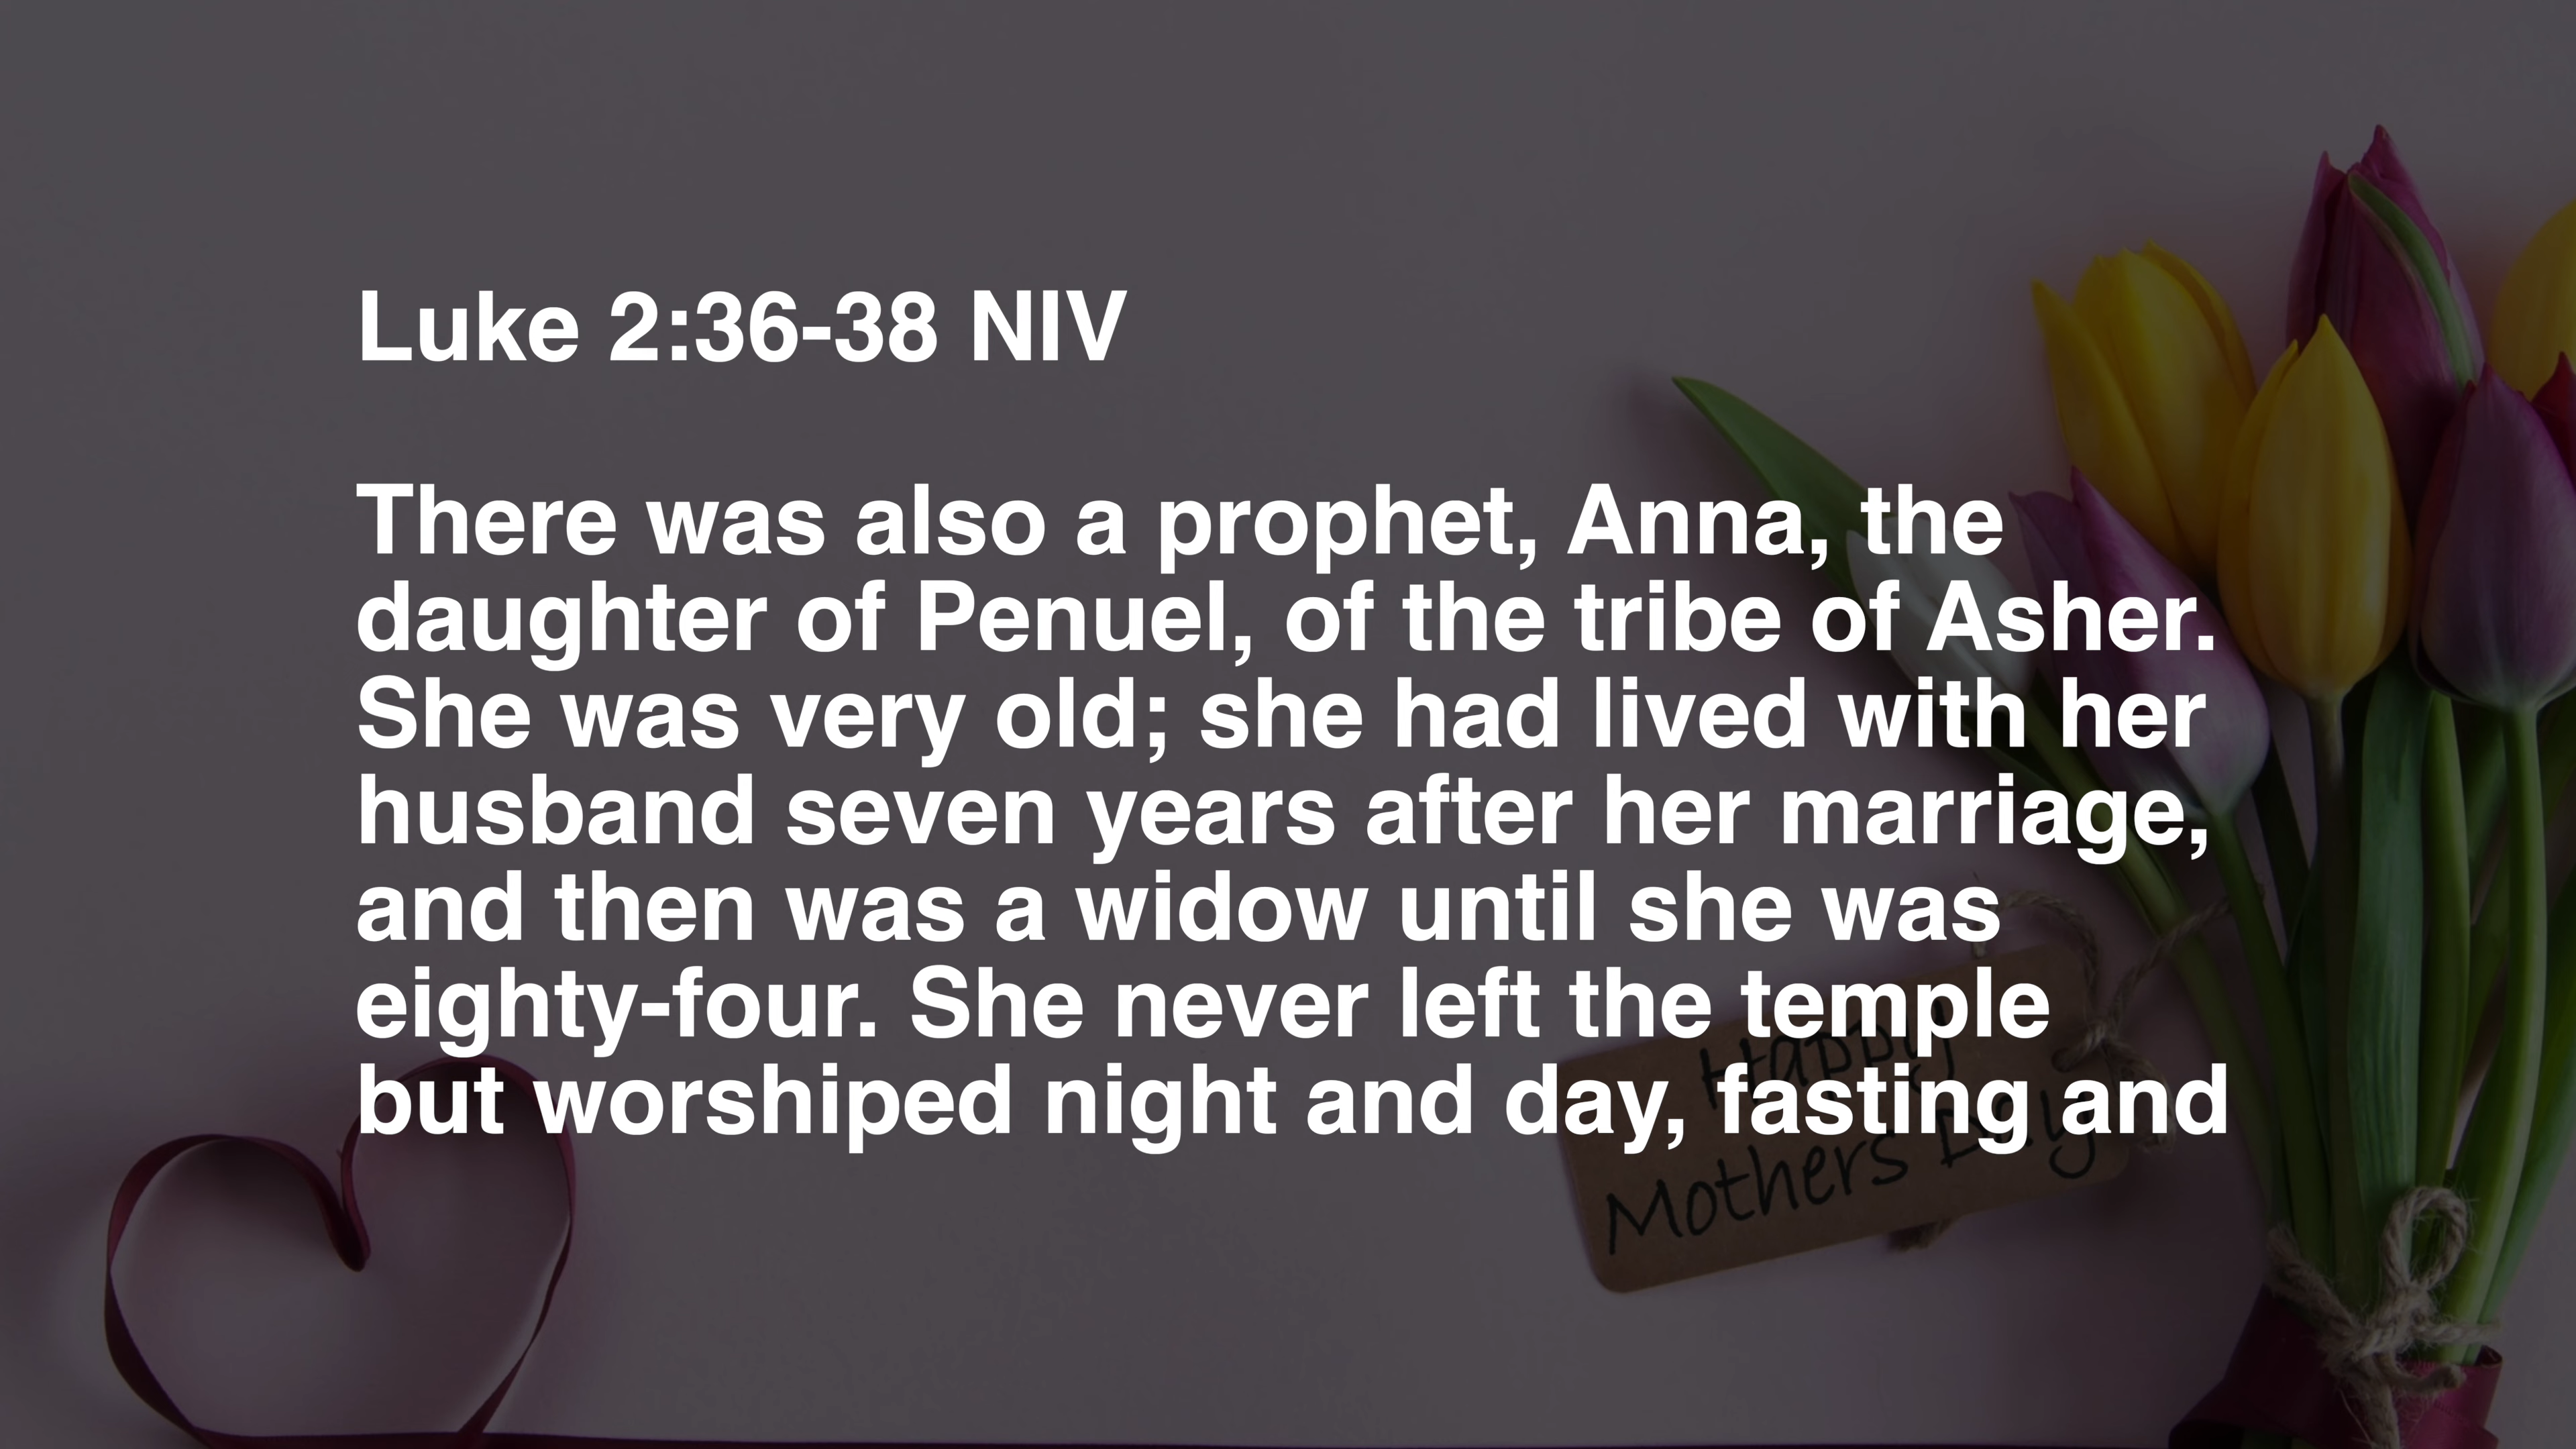 Luke 2:36-38 NIV
There was also a prophet, Anna, the
daughter of Penuel, of the tribe of Asher.
She was very old; she had lived with her
husband seven years after her marriage,
and then was a widow until she was
eighty-four. She never left the temple
but worshiped night and day, fasting and
Happy
Mothers Day